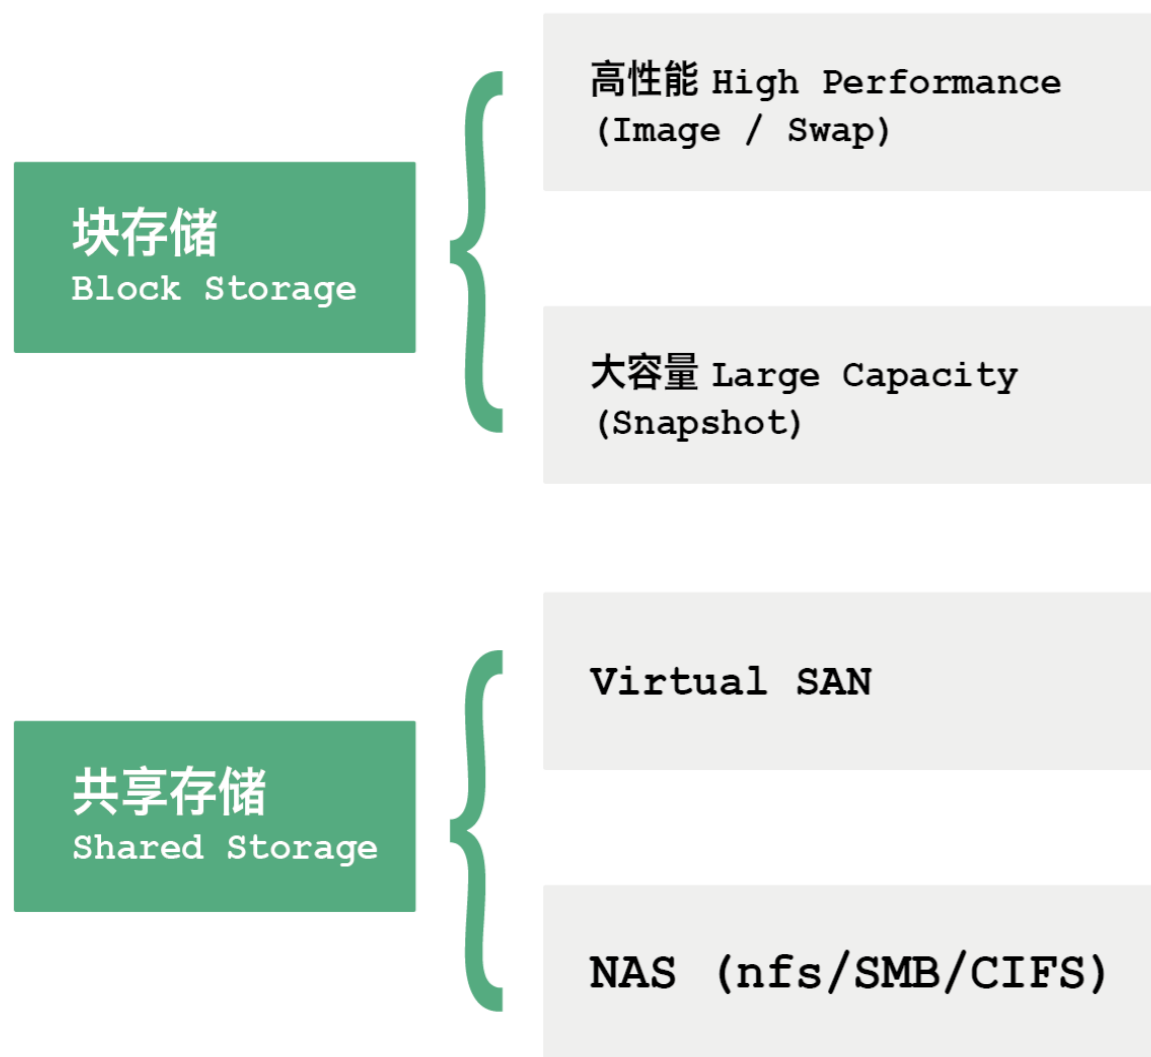 块存储
Block Storage
高性能 High Performance
(Image / Swap)
大容量 Large Capacity
(Snapshot)
共享存储
Shared Storage
Virtual SAN
NAS (nfs/SMB/CIFS)